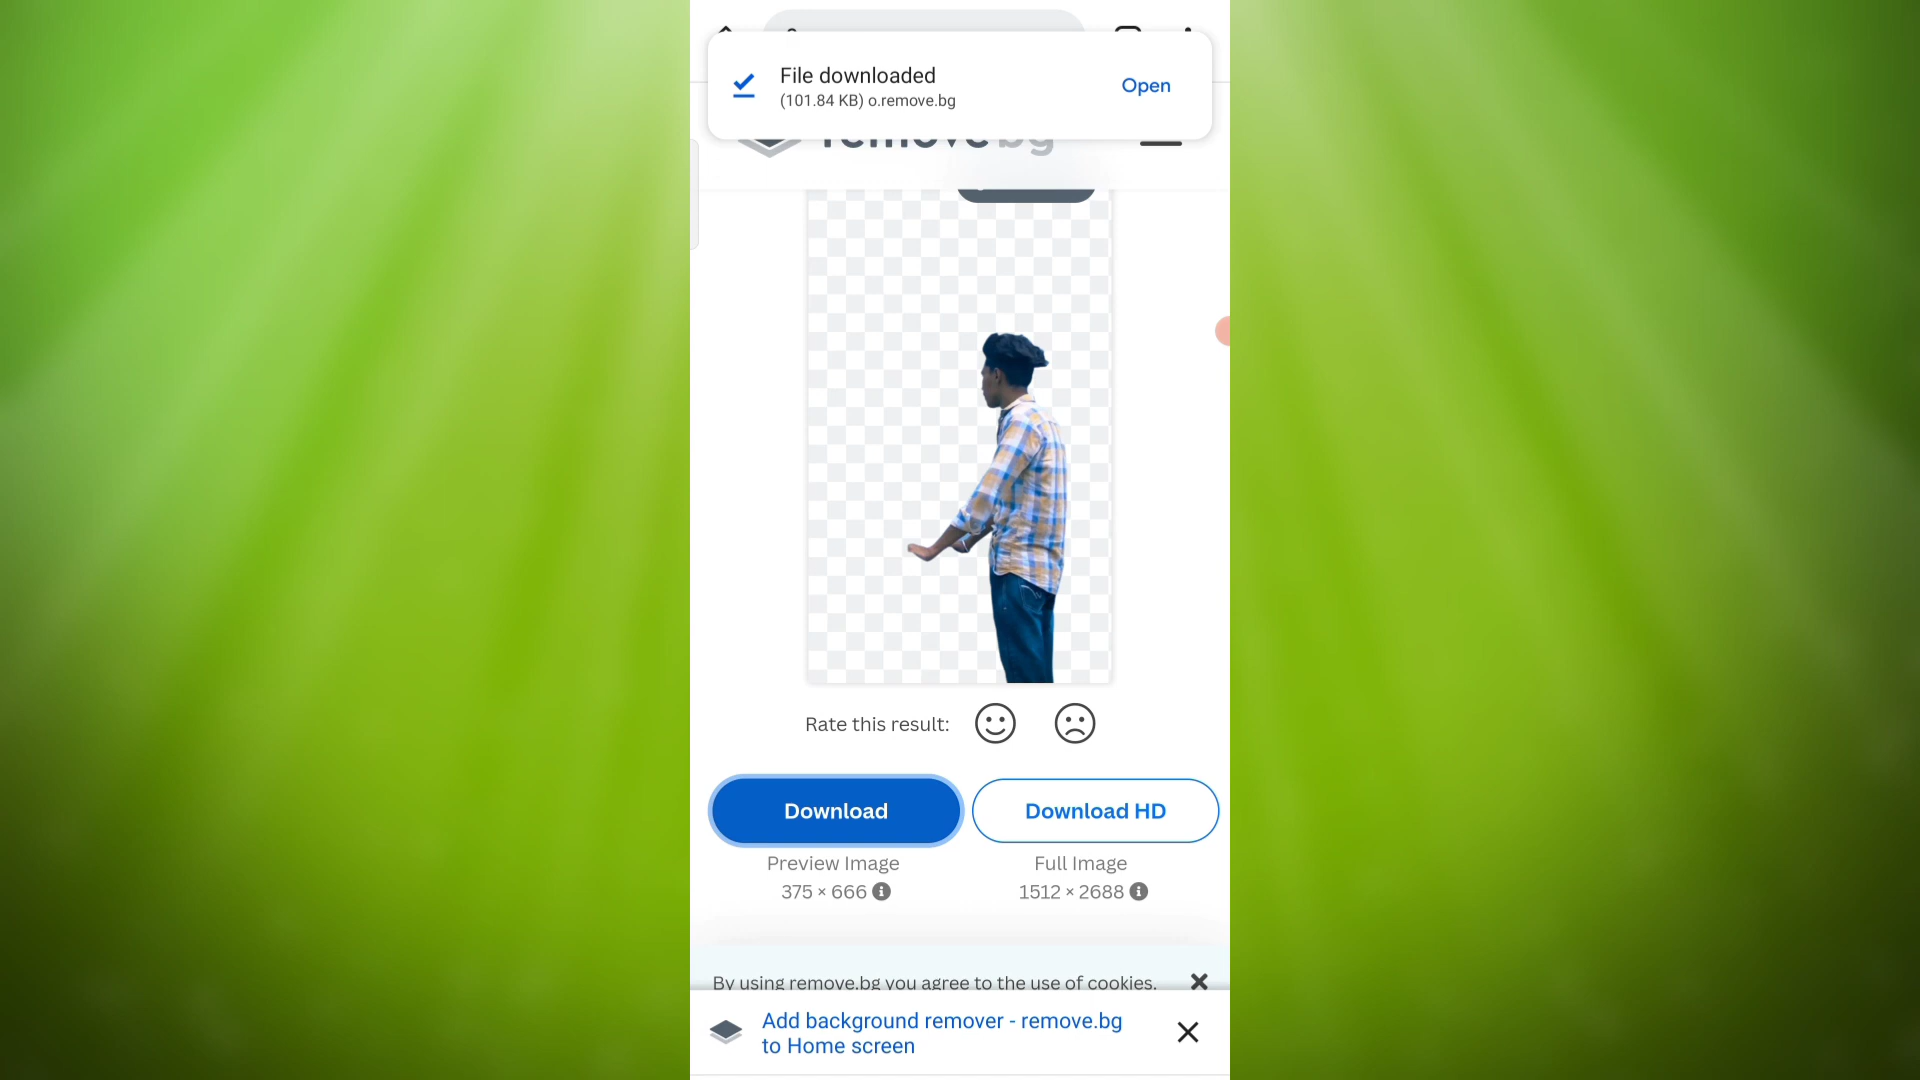 File downloaded
Open
(101.84 KB) o.remove.bg
remove bg
Rate this result:
Download
Download HD
Preview Image
Full Image
375 × 666
1512 × 2688
By using remove.bg you agree to the use of cookies.
Add background remover - remove.bg
to Home screen